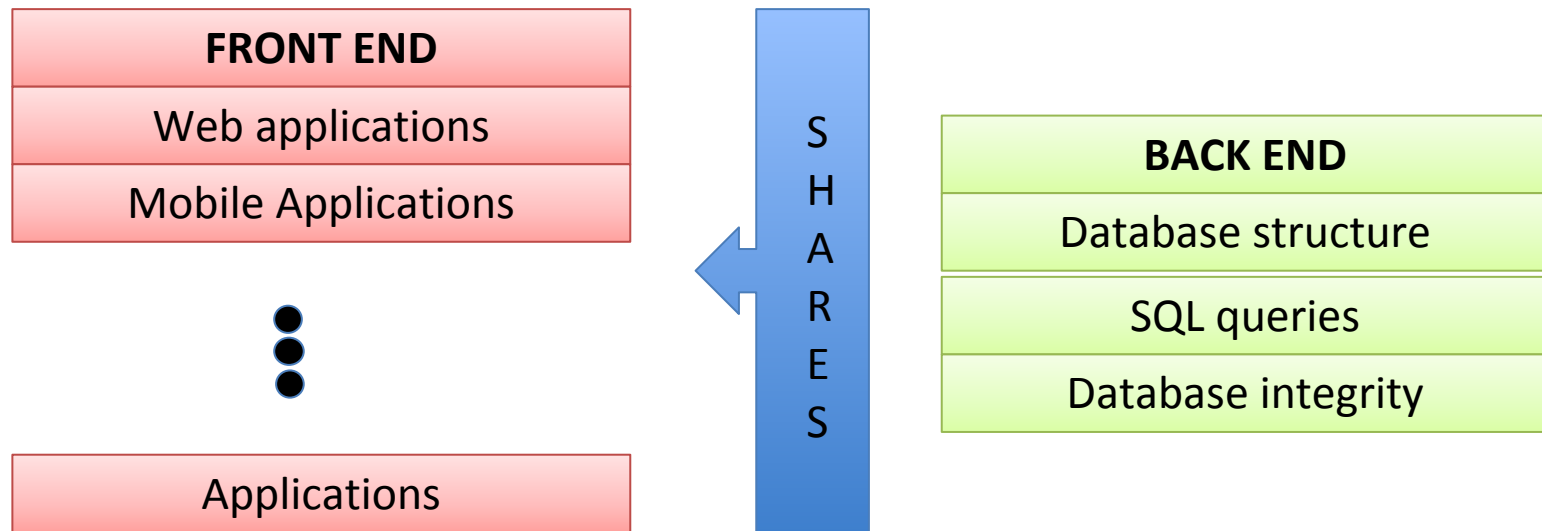 FRONT END
Web applications
Mobile Applications
Applications
S
H
A
R
E
S
BACK END
Database structure
SQL queries
Database integrity